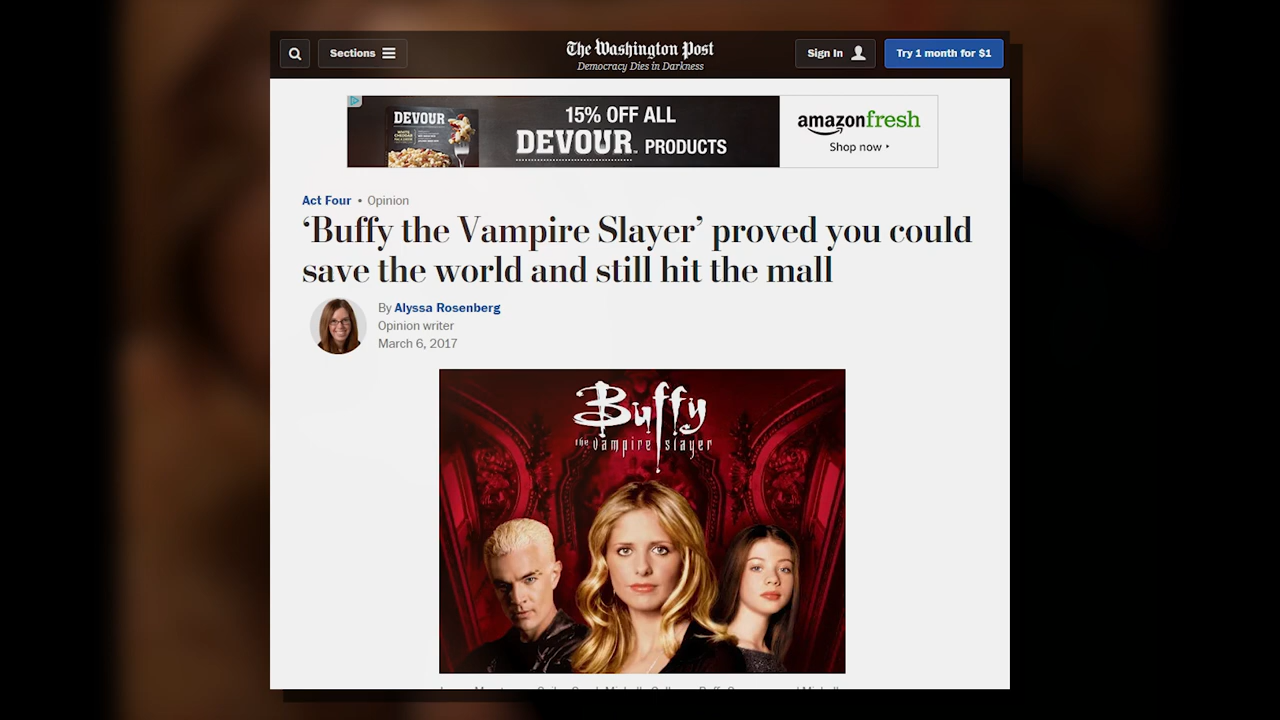 Sections
The Washington Post
Democracy Dies in Darkness
Sign In
Try 1 month for $1
DEVOUR
15% OFF ALL
DEVOUR™ PRODUCTS
amazonfresh
Shop now
Act Four • Opinion
‘Buffy the Vampire Slayer’ proved you could
save the world and still hit the mall
By Alyssa Rosenberg
Opinion writer
March 6, 2017
Buffy
the vampire slayer